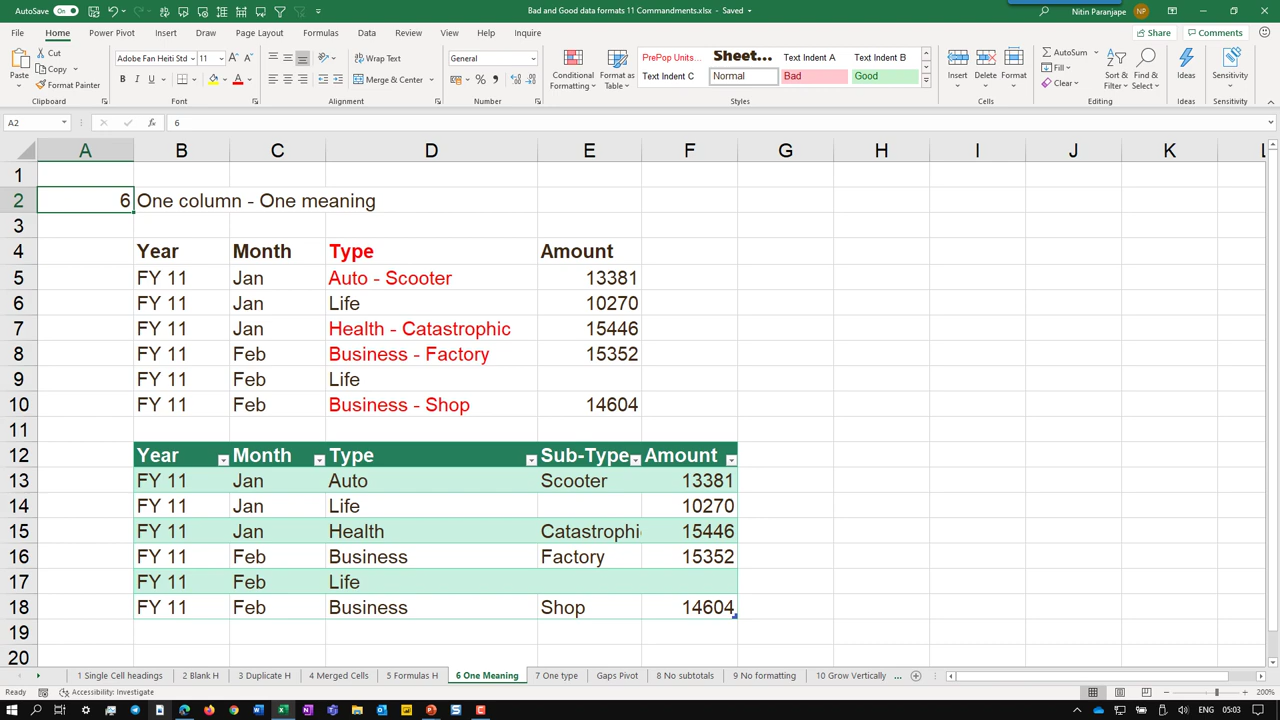 AutoSave On Bad and Good data formats 11 Commandments.xlsx - Saved Nitin Paranjape NP
File Home Power Pivot Insert Draw Page Layout Formulas Data Review View Help Inquire Share Comments
Paste Cut Copy Format Painter Clipboard
Adobe Fan Heiti Std 11 B I U A Font
Wrap Text Merge & Center Alignment
General % Number
Conditional Formatting Format as Table
PrePop Units... Sheet... Text Indent A Text Indent B
Text Indent C Normal Bad Good
Styles
Insert Delete Format Cells
AutoSum Fill Clear Sort & Filter Find & Select Editing
Ideas Ideas
Sensitivity Sensitivity
A2 fx 6
A B C D E F G H I J K L
1
2 6 One column - One meaning
3
4 Year Month Type Amount
5 FY 11 Jan Auto - Scooter 13381
6 FY 11 Jan Life 10270
7 FY 11 Jan Health - Catastrophic 15446
8 FY 11 Feb Business - Factory 15352
9 FY 11 Feb Life
10 FY 11 Feb Business - Shop 14604
11
12 Year Month Type Sub-Type Amount
13 FY 11 Jan Auto Scooter 13381
14 FY 11 Jan Life 10270
15 FY 11 Jan Health Catastrophi 15446
16 FY 11 Feb Business Factory 15352
17 FY 11 Feb Life
18 FY 11 Feb Business Shop 14604
19
20
1 Single Cell headings 2 Blank H 3 Duplicate H 4 Merged Cells 5 Formulas H 6 One Meaning 7 One type Gaps Pivot 8 No subtotals 9 No formatting 10 Grow Vertically ...
Ready Accessibility: Investigate 200%
ENG 05:03